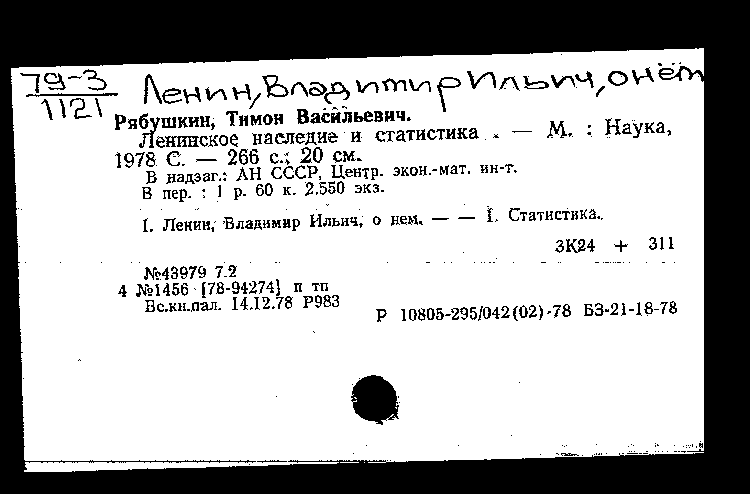 79-3
1121
Ленин, Владимир Ильич, о нём
Рябушкин, Тимон Васильевич.
Ленинское наследие и статистика. — М. : Наука,
1978 С. — 266 с.; 20 см.
В надзаг.: АН СССР, Центр. экон.-мат. ин-т.
В пер. : 1 р. 60 к. 2.550 экз.
1. Ленин, Владимир Ильич, о нем. — — 1. Статистика.
3К24 + 311
№43979 7.2
4 №1456 [78-94274] п тп
Вс.кн.пал. 14.12.78 Р983
Р 10805-295/042(02)-78 БЗ-21-18-78